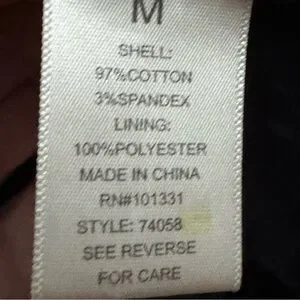 M
SHELL:
97%COTTON
3%SPANDEX
LINING:
100%POLYESTER
MADE IN CHINA
RN#101331
STYLE: 74058
SEE REVERSE
FOR CARE